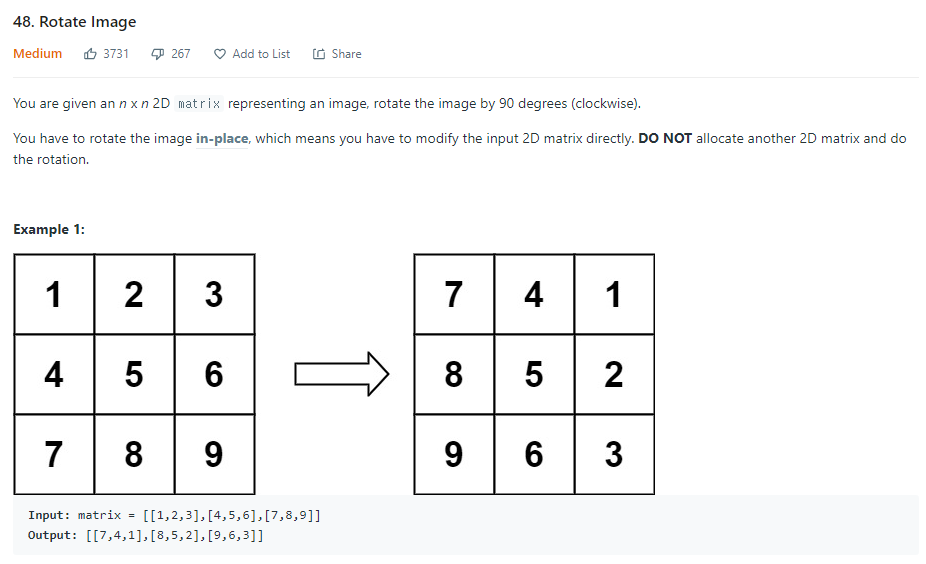 48. Rotate Image
Medium 3731 267 Add to List Share
You are given an n x n 2D matrix representing an image, rotate the image by 90 degrees (clockwise).
You have to rotate the image in-place, which means you have to modify the input 2D matrix directly. DO NOT allocate another 2D matrix and do
the rotation.
Example 1:
1 2 3 7 4 1
4 5 6 8 5 2
7 8 9 9 6 3
Input: matrix = [[1,2,3],[4,5,6],[7,8,9]]
Output: [[7,4,1],[8,5,2],[9,6,3]]